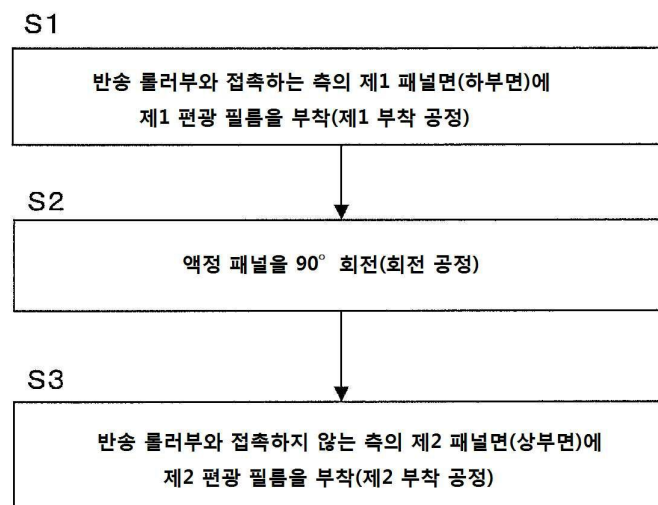 S1
반송 롤러부와 접촉하는 측의 제1 패널면(하부면)에
제1 편광 필름을 부착(제1 부착 공정)
S2
액정 패널을 90° 회전(회전 공정)
S3
반송 롤러부와 접촉하지 않는 측의 제2 패널면(상부면)에
제2 편광 필름을 부착(제2 부착 공정)